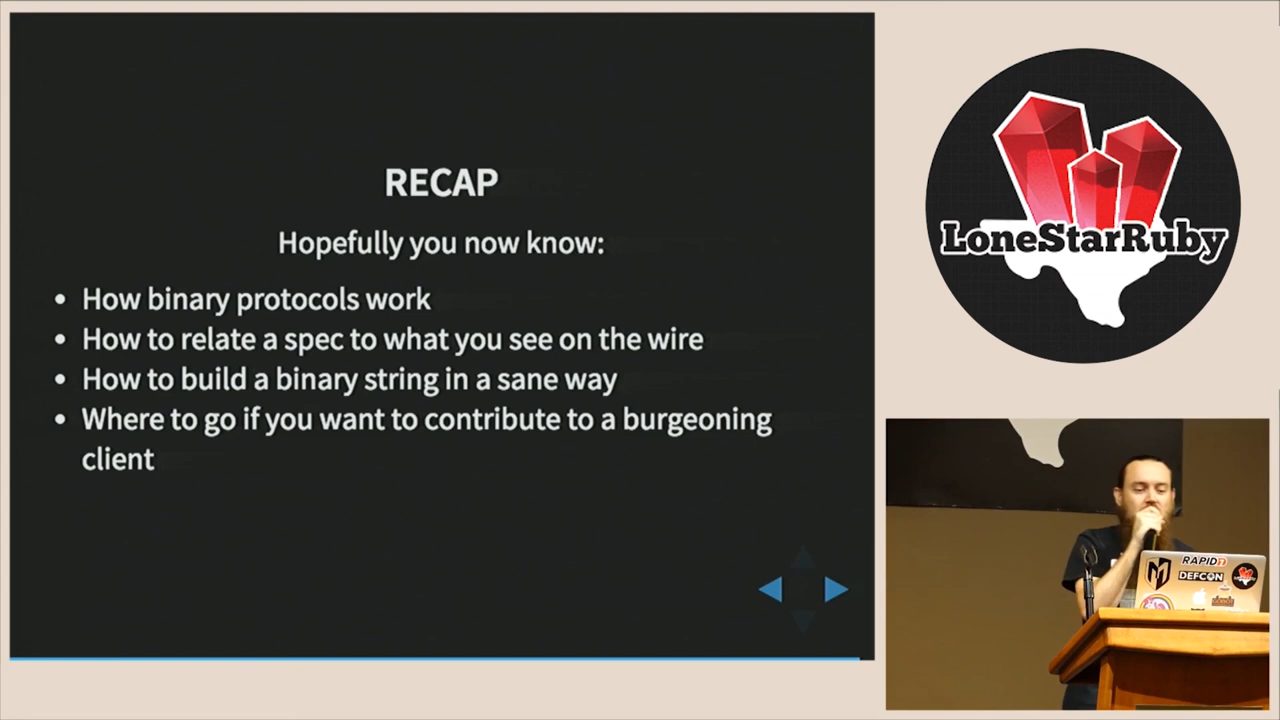 RECAP
Hopefully you now know:
• How binary protocols work
• How to relate a spec to what you see on the wire
• How to build a binary string in a sane way
• Where to go if you want to contribute to a burgeoning
client
LoneStarRuby
RAPID7
DEFCON